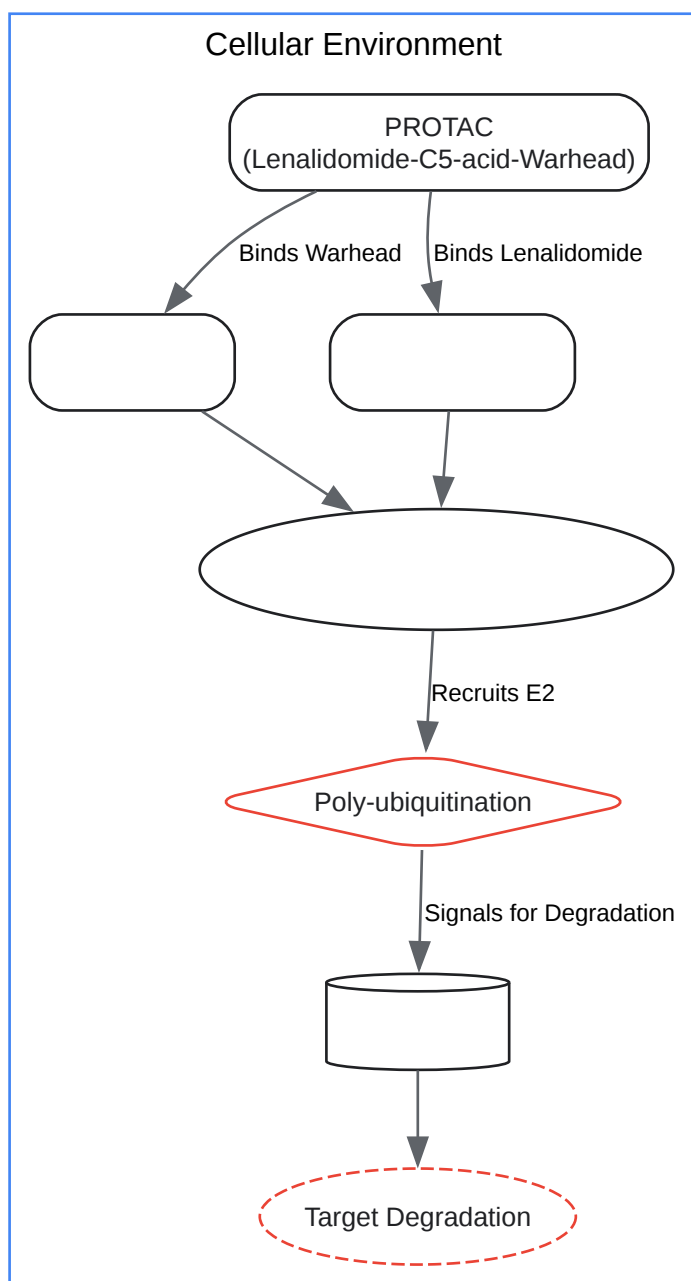 Cellular Environment
PROTAC
(Lenalidomide-C5-acid-Warhead)
Binds Warhead
Binds Lenalidomide
Recruits E2
Poly-ubiquitination
Signals for Degradation
Target Degradation